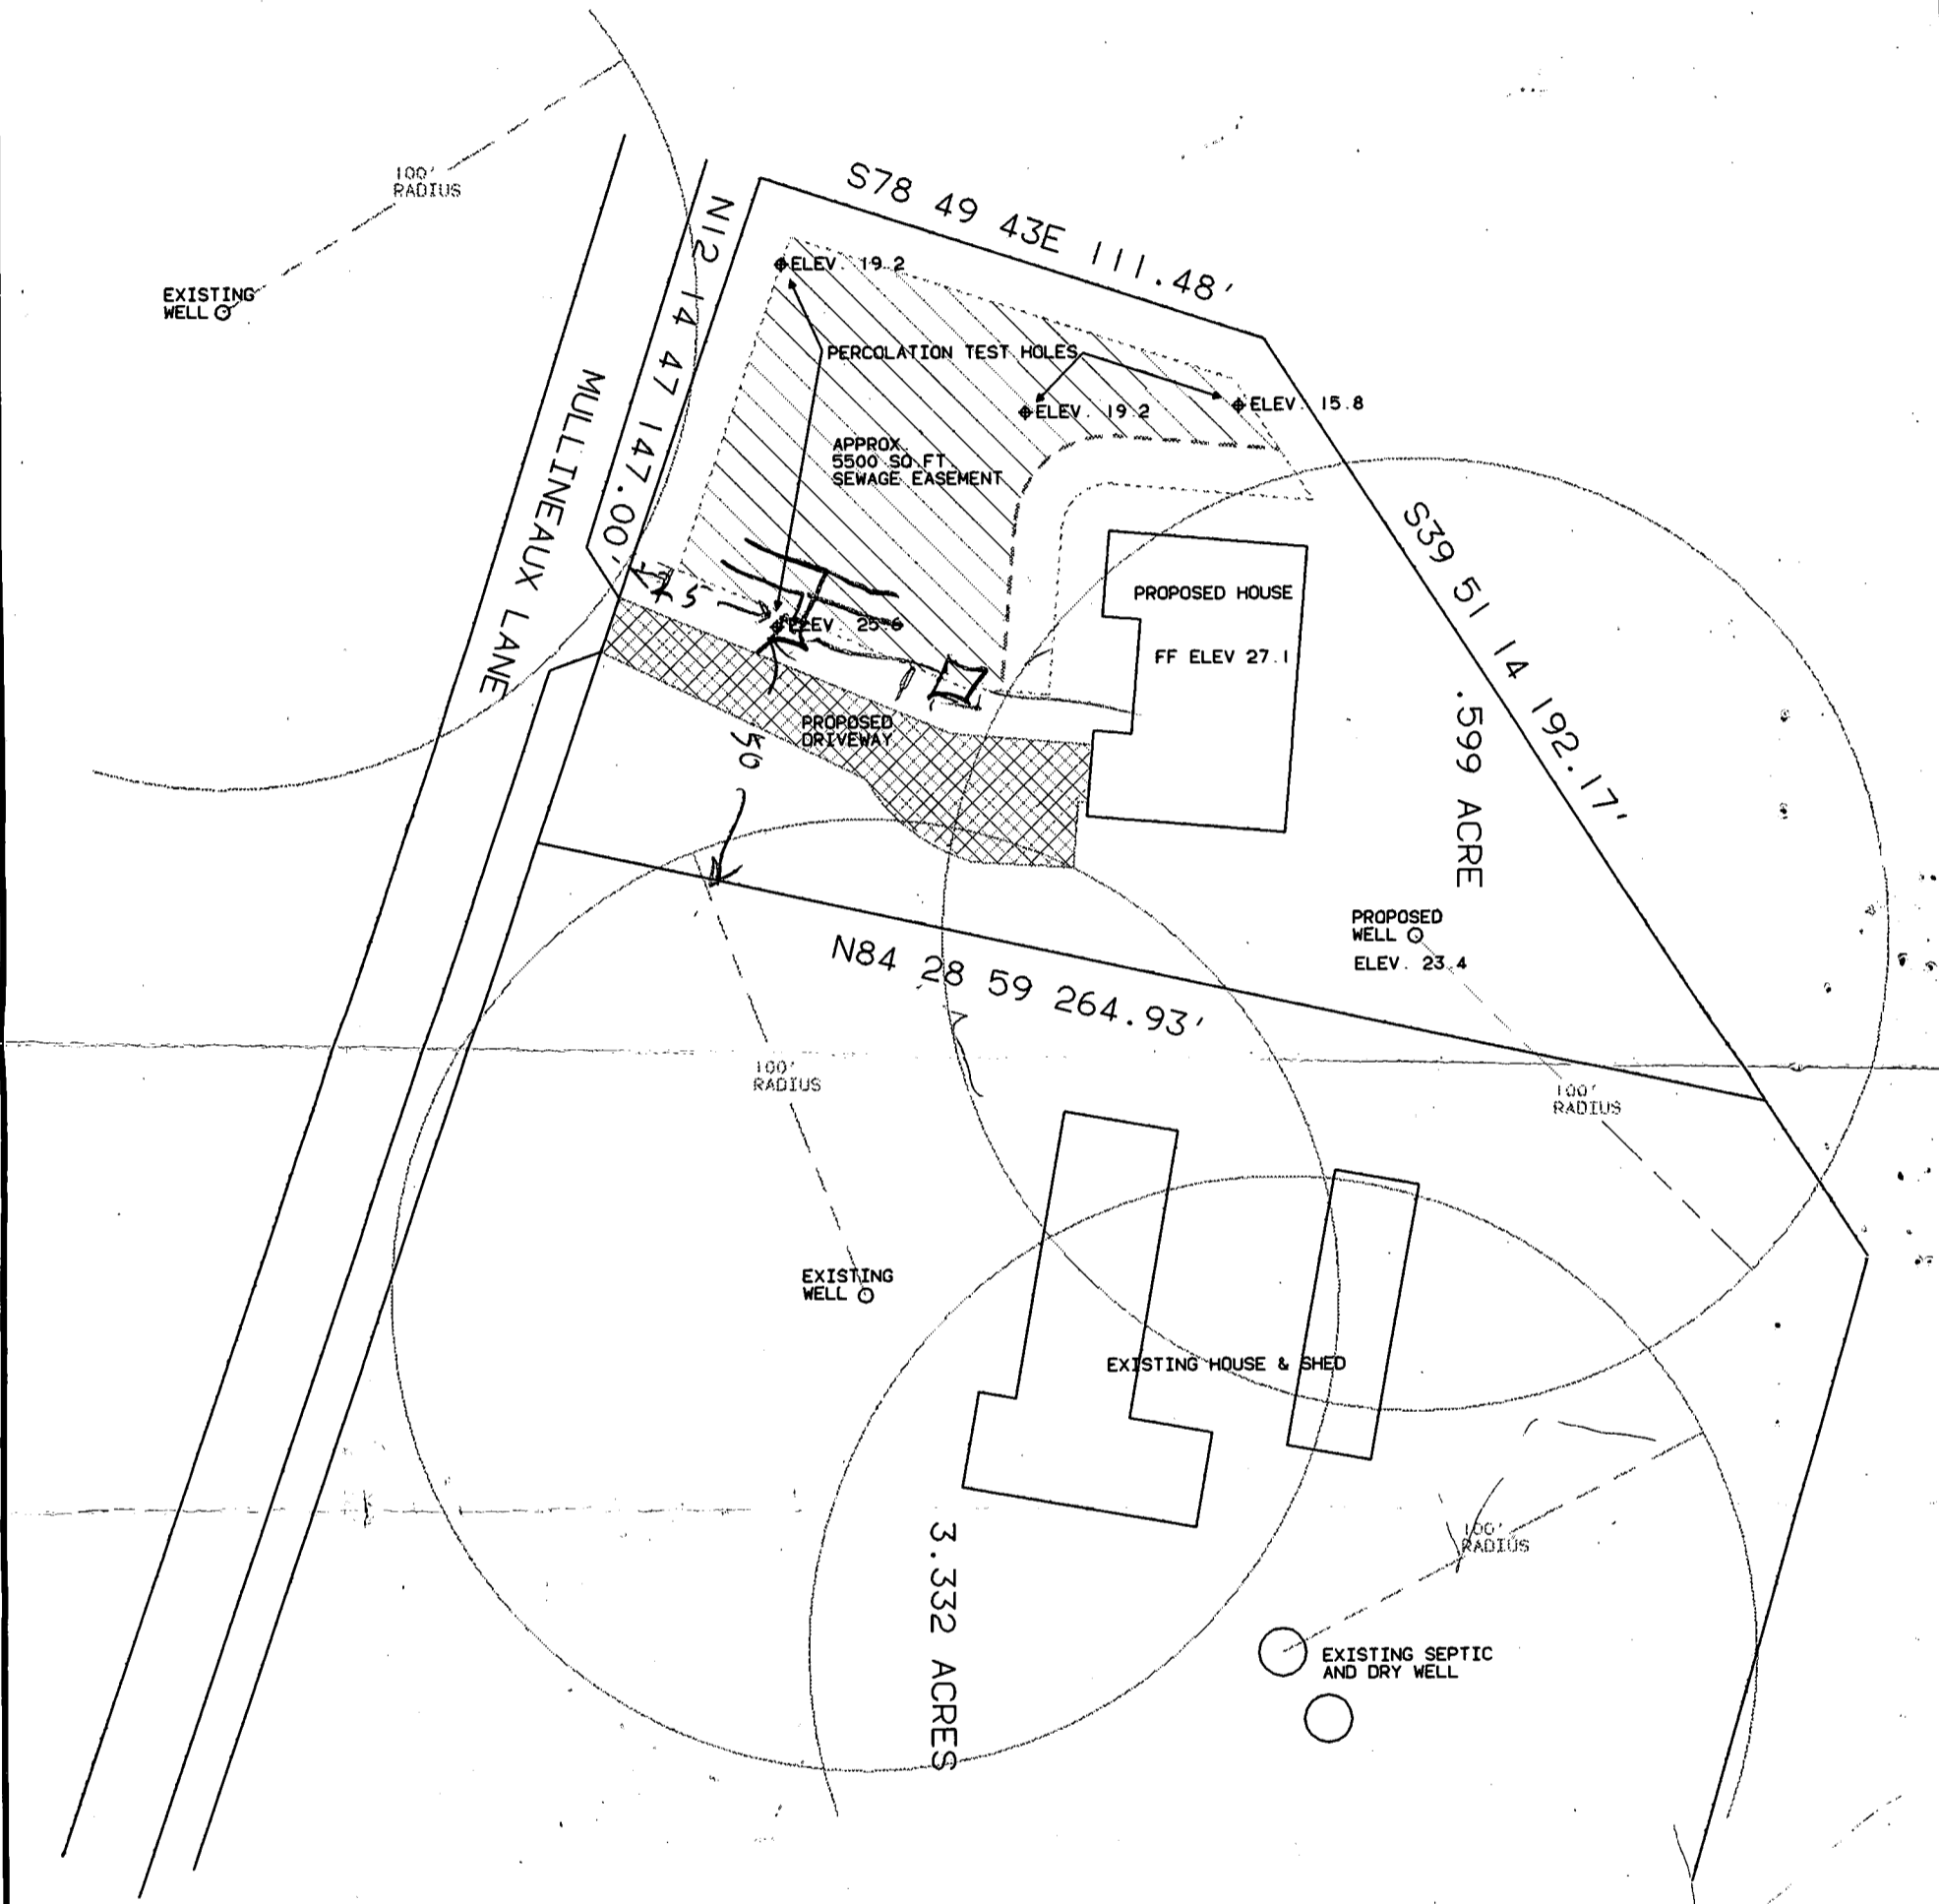 100'
RADIUS
EXISTING
WELL
S78 49 43E 111.48'
N12 14 47 147.00'
MULLINEAUX LANE
ELEV. 19.2
PERCOLATION TEST HOLES
ELEV. 19.2
ELEV. 15.8
APPROX.
5500 SQ.FT.
SEWAGE EASEMENT
ELEV 25.6
PROPOSED HOUSE
FF ELEV 27.1
S39 51 14 192.17'
.599 ACRE
PROPOSED
DRIVEWAY
50
PROPOSED
WELL
ELEV. 23.4
N84 28 59 264.93'
100'
RADIUS
100'
RADIUS
EXISTING
WELL
EXISTING HOUSE & SHED
3.332 ACRES
100'
RADIUS
EXISTING SEPTIC
AND DRY WELL